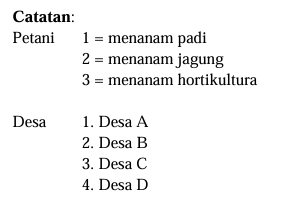 Catatan:
Petani 1 = menanam padi
2 = menanam jagung
3 = menanam hortikultura
Desa 1. Desa A
2. Desa B
3. Desa C
4. Desa D